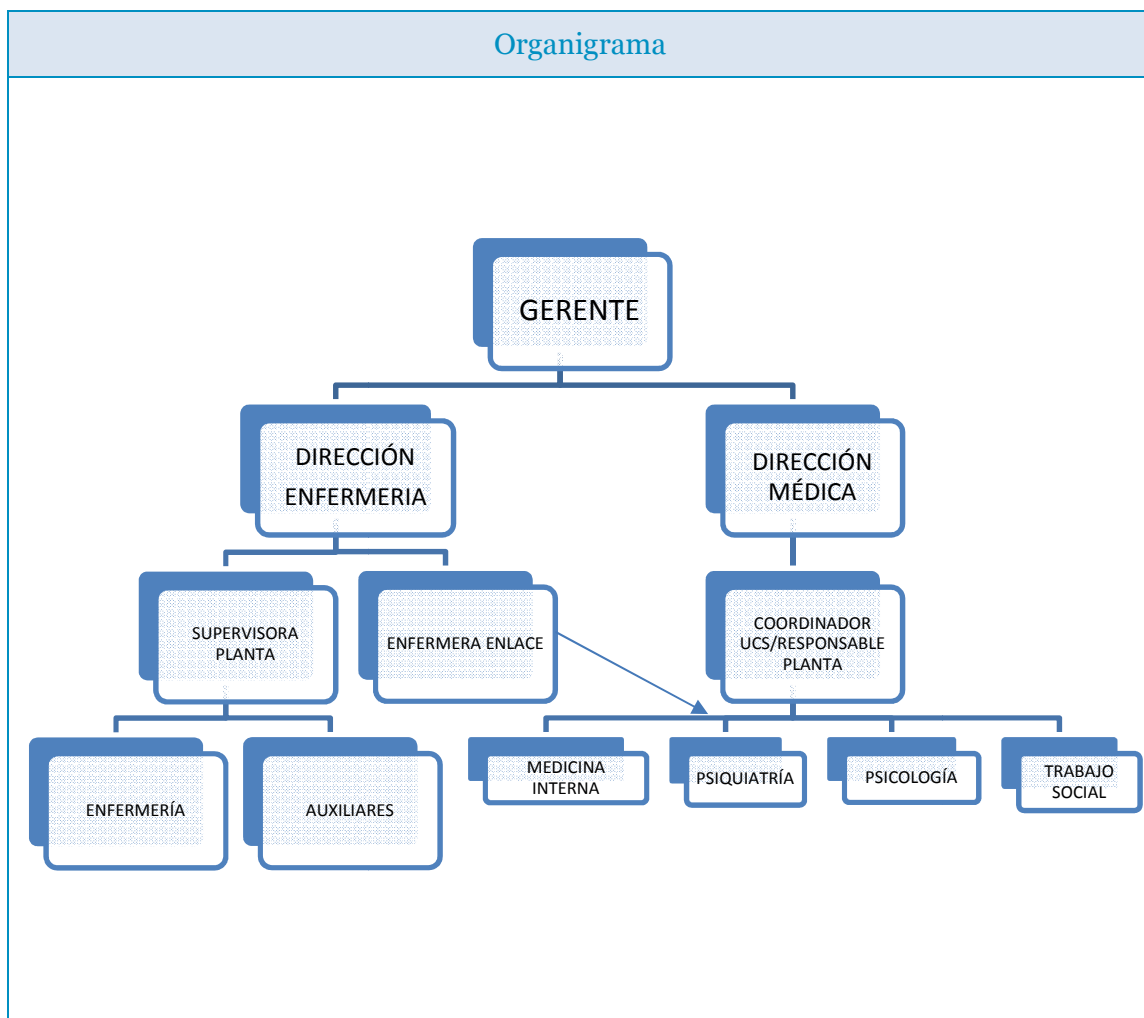 Organigrama
GERENTE
DIRECCIÓN
ENFERMERIA
DIRECCIÓN
MÉDICA
SUPERVISORA
PLANTA
ENFERMERA ENLACE
COORDINADOR
UCS/RESPONSABLE
PLANTA
ENFERMERÍA
AUXILIARES
MEDICINA
INTERNA
PSIQUIATRÍA
PSICOLOGÍA
TRABAJO
SOCIAL